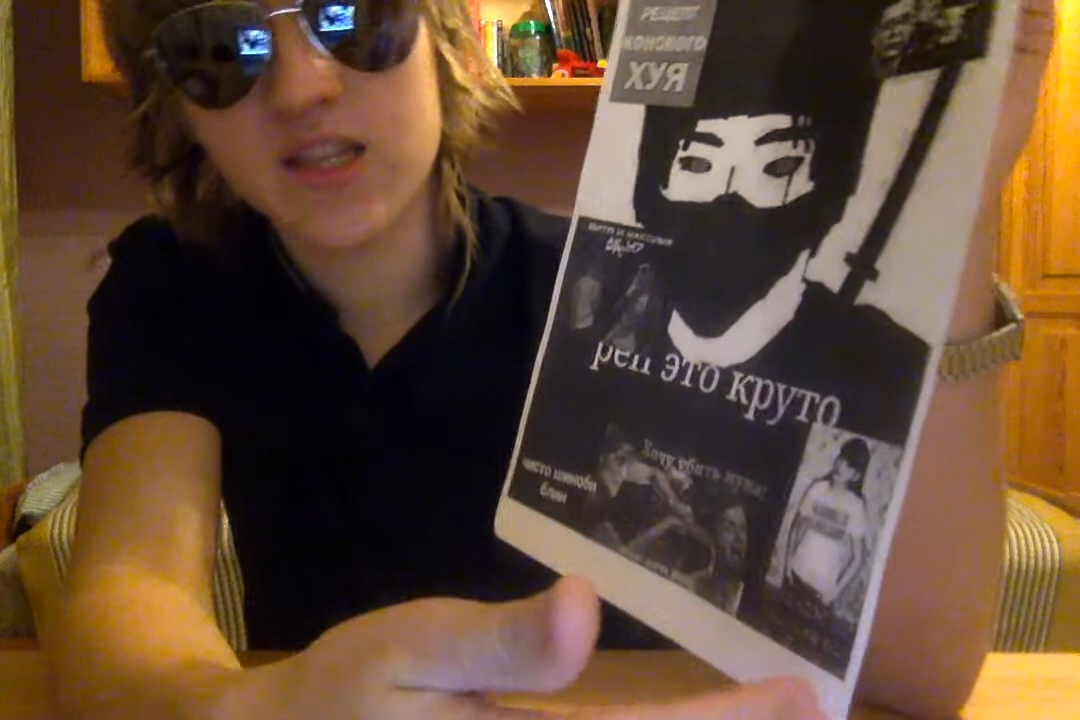 РЕЦЕПТ
КОНСКОГО
ХУЯ
реп это круто
Хочу убить мужа!
чисто шиноби
блин